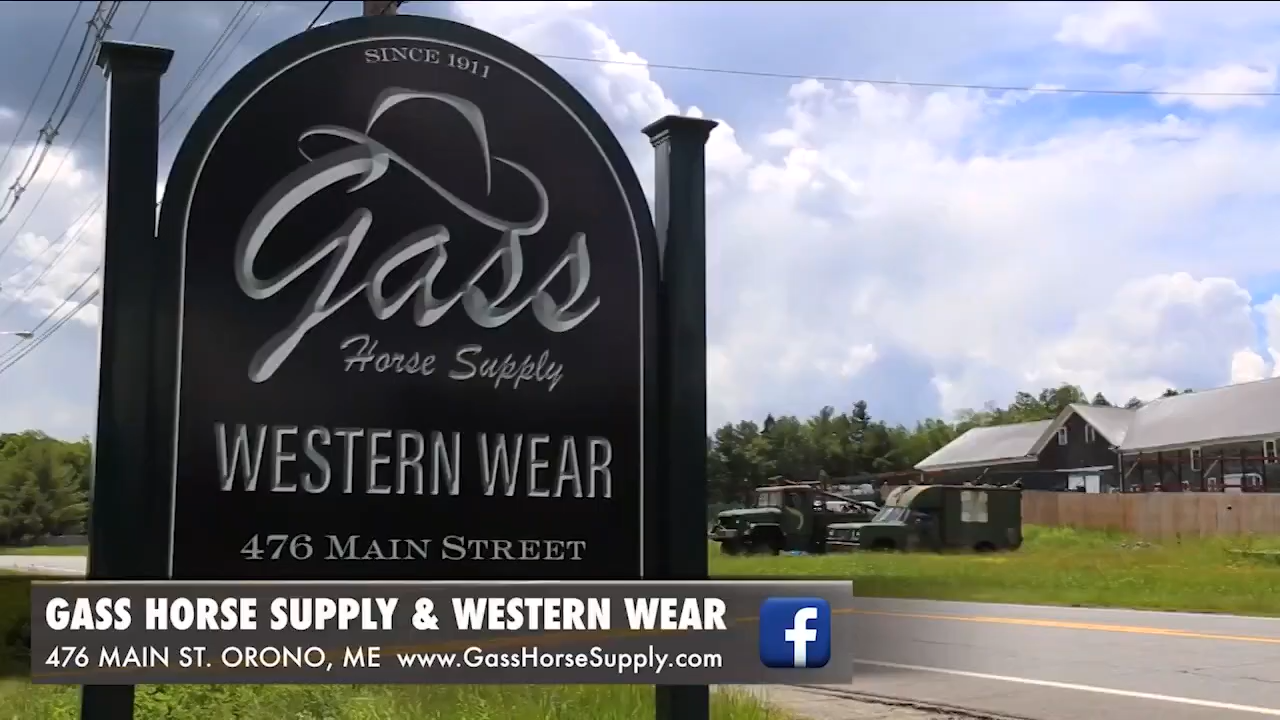 SINCE 1911
Gass
Horse Supply
WESTERN WEAR
476 MAIN STREET
GASS HORSE SUPPLY & WESTERN WEAR
476 MAIN ST. ORONO, ME www.GassHorseSupply.com
f